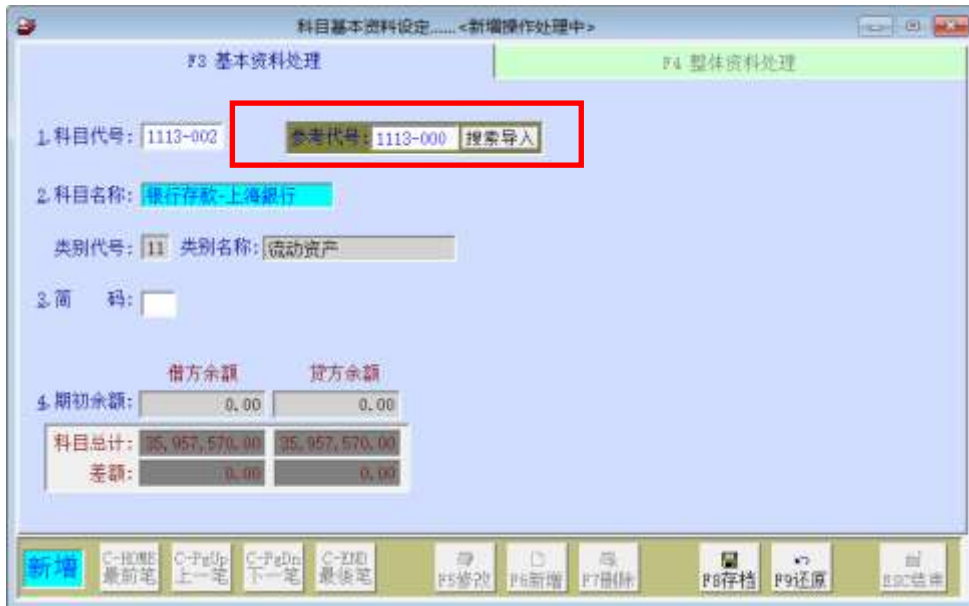 科目基本资料设定......<新增操作处理中>
F3 基本资料处理
F4 整体资料处理
1.科目代号: 1113-002 参考代号: 1113-000 搜索导入
2.科目名称: 银行存款-上海銀行
类别代号: 11 类别名称: 流动资产
3.简 码:
借方余額 贷方余額
4.期初余額: 0.00 0.00
科目总计: 35,957,570.00 35,957,570.00
差額: 0.00 0.00
新增 C-HOME 最前笔 C-PgUp 上一笔 C-PgDn 下一笔 C-END 最後笔 F5修改 F6新增 F7删除 F8存档 F9还原 ESC结束